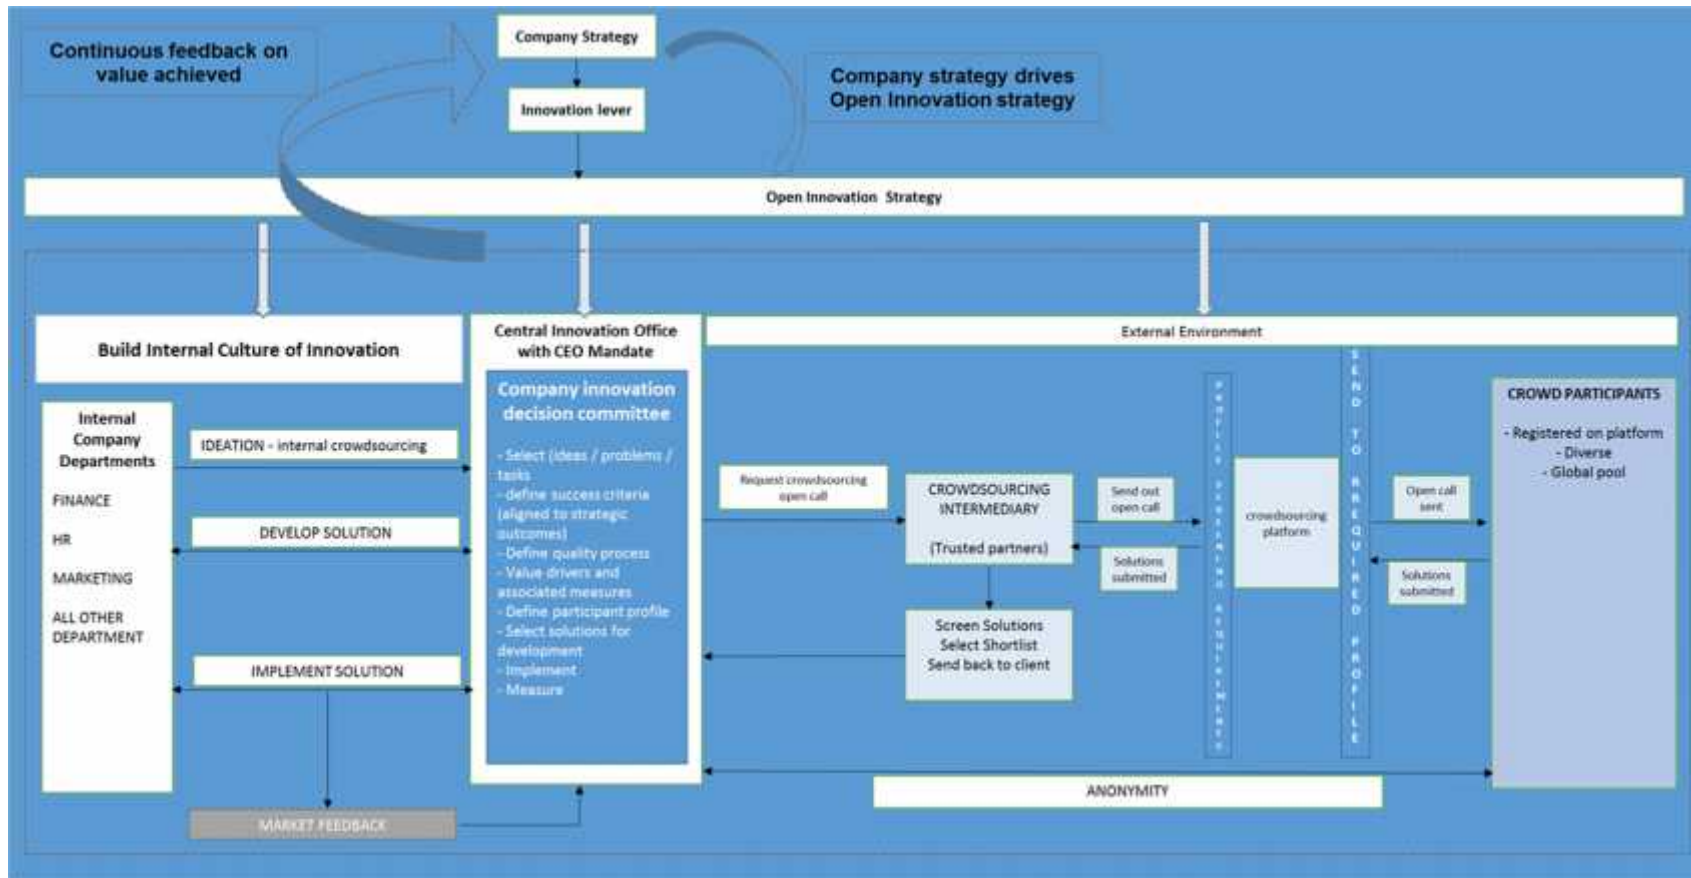 Continuous feedback on
value achieved
Company Strategy
Innovation lever
Company strategy drives
Open Innovation strategy
Open Innovation Strategy
Build Internal Culture of Innovation
Internal
Company
Departments
FINANCE
HR
MARKETING
ALL OTHER
DEPARTMENT
IDEATION - internal crowdsourcing
DEVELOP SOLUTION
IMPLEMENT SOLUTION
MARKET FEEDBACK
Central Innovation Office
with CEO Mandate
Company innovation
decision committee
- Select (ideas / problems /
tasks
- define success criteria
(aligned to strategic
outcomes)
- Define quality process
- Value drivers and
associated measures
- Define participant profile
- Select solutions for
development
- Implement
- Measure
External Environment
Request crowdsourcing
open call
CROWDSOURCING
INTERMEDIARY
(Trusted partners)
Screen Solutions
Select Shortlist
Send back to client
Send out
open call
Solutions
submitted
crowdsourcing
platform
SEND TO RREQUIRED PROFILE
Open call
sent
Solutions
submitted
CROWD PARTICIPANTS
- Registered on platform
- Diverse
- Global pool
ANONYMITY